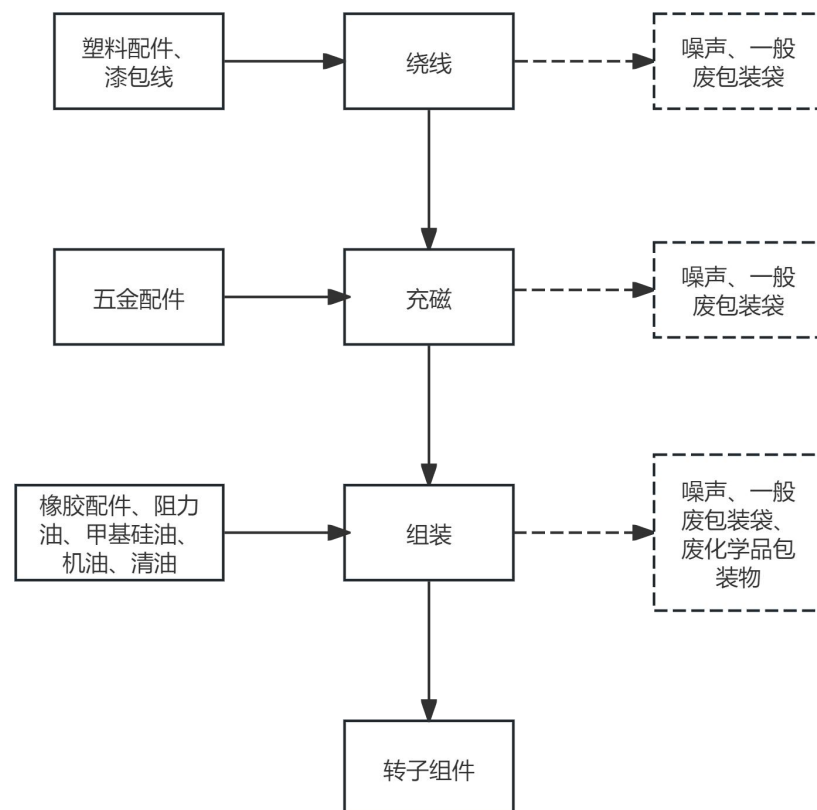 塑料配件、
漆包线
绕线
噪声、一般
废包装袋
五金配件
充磁
噪声、一般
废包装袋
橡胶配件、阻力
油、甲基硅油、
机油、清油
组装
噪声、一般
废包装袋、
废化学品包
装物
转子组件